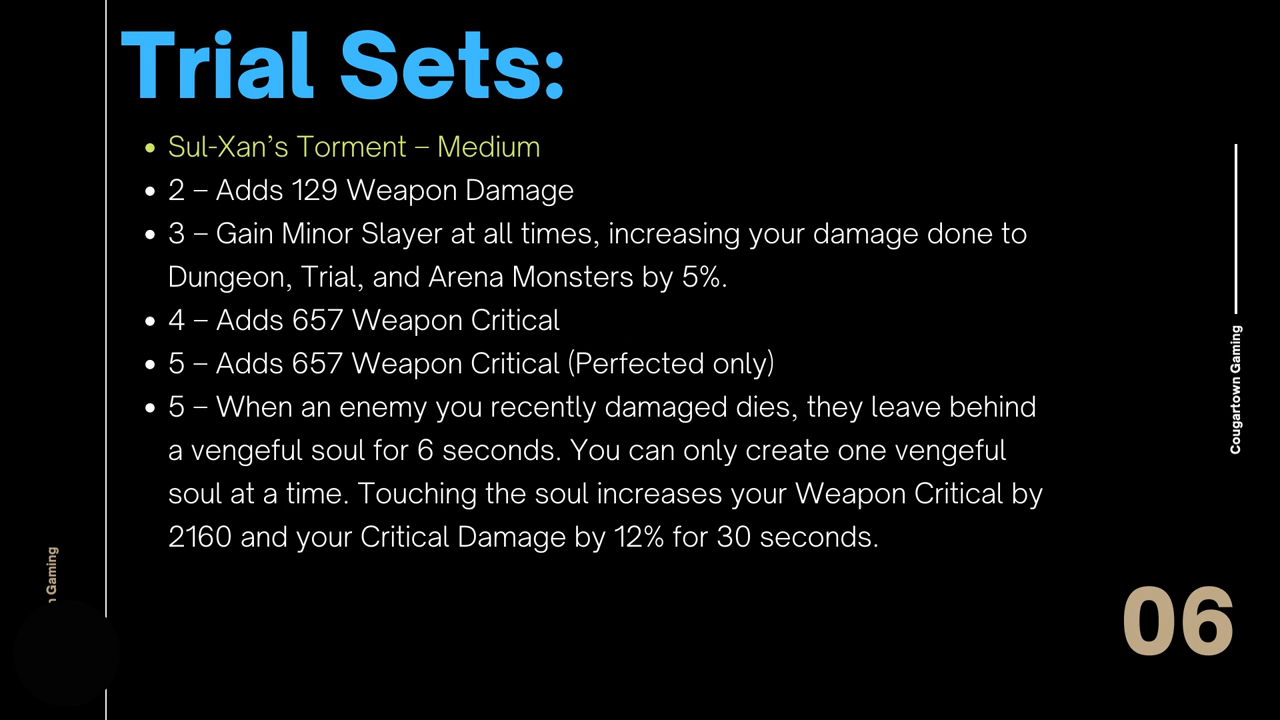 Trial Sets:
• Sul-Xan’s Torment – Medium
• 2 – Adds 129 Weapon Damage
• 3 – Gain Minor Slayer at all times, increasing your damage done to
Dungeon, Trial, and Arena Monsters by 5%.
• 4 – Adds 657 Weapon Critical
• 5 – Adds 657 Weapon Critical (Perfected only)
• 5 – When an enemy you recently damaged dies, they leave behind
a vengeful soul for 6 seconds. You can only create one vengeful
soul at a time. Touching the soul increases your Weapon Critical by
2160 and your Critical Damage by 12% for 30 seconds.
Cougartown Gaming
Gaming
06